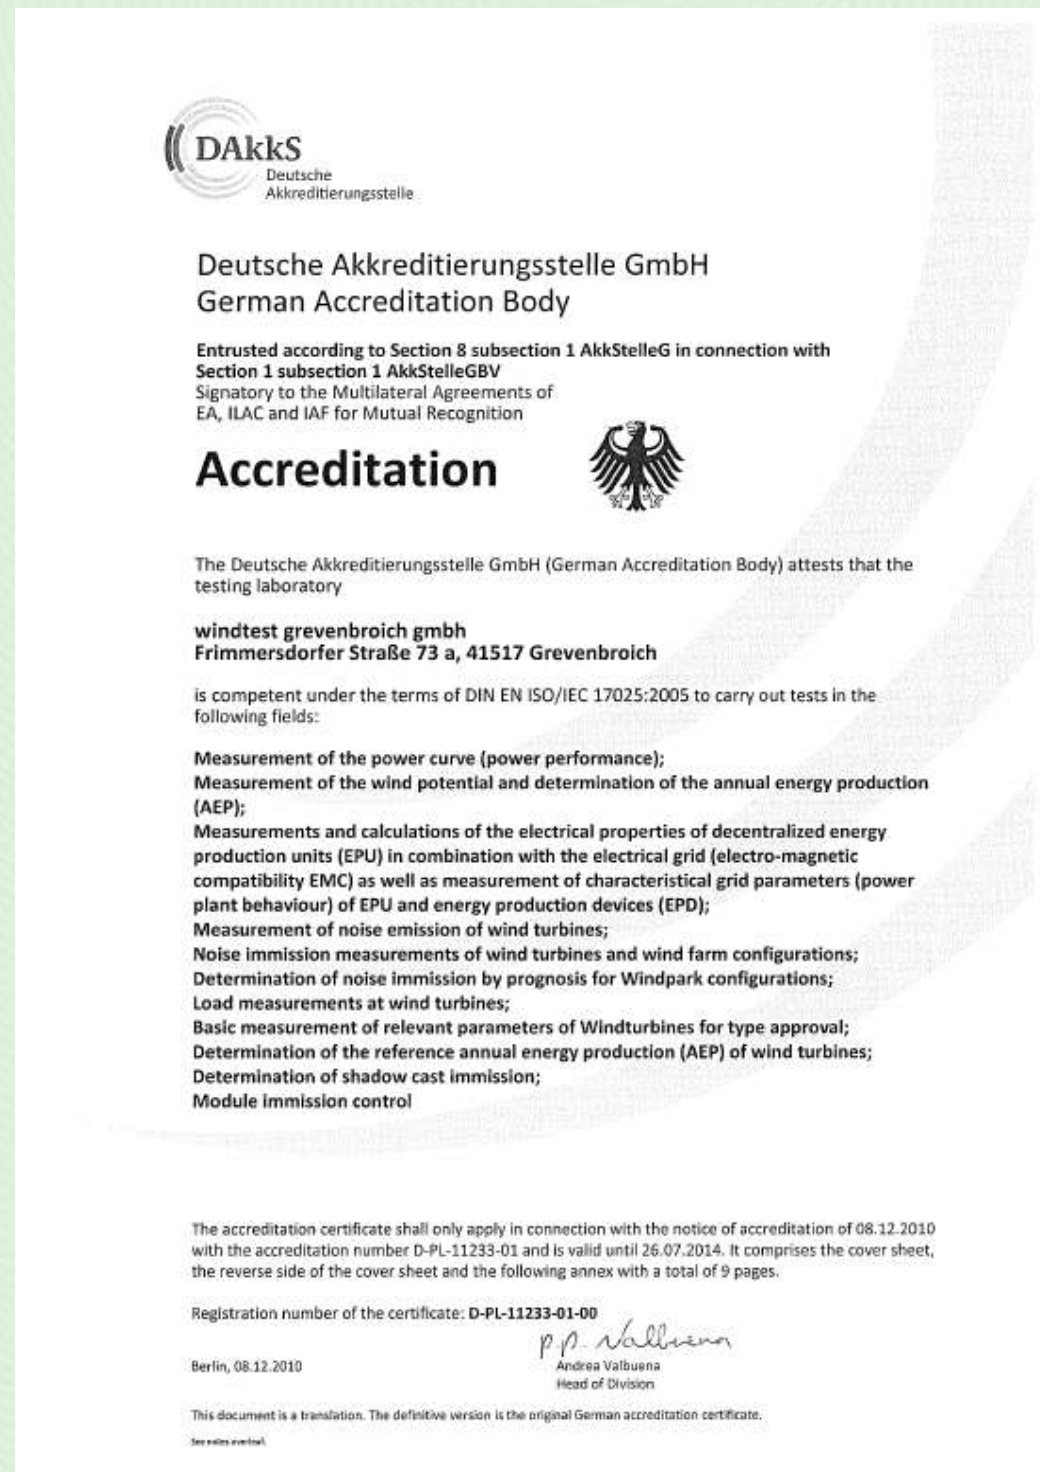 DAkkS
Deutsche
Akkreditierungsstelle
Deutsche Akkreditierungsstelle GmbH
German Accreditation Body
Entrusted according to Section 8 subsection 1 AkkStelleG in connection with
Section 1 subsection 1 AkkStelleGBV
Signatory to the Multilateral Agreements of
EA, ILAC and IAF for Mutual Recognition
Accreditation
The Deutsche Akkreditierungsstelle GmbH (German Accreditation Body) attests that the
testing laboratory
windtest grevenbroich gmbh
Frimmersdorfer Straße 73 a, 41517 Grevenbroich
is competent under the terms of DIN EN ISO/IEC 17025:2005 to carry out tests in the
following fields:
Measurement of the power curve (power performance);
Measurement of the wind potential and determination of the annual energy production
(AEP);
Measurements and calculations of the electrical properties of decentralized energy
production units (EPU) in combination with the electrical grid (electro-magnetic
compatibility EMC) as well as measurement of characteristical grid parameters (power
plant behaviour) of EPU and energy production devices (EPD);
Measurement of noise emission of wind turbines;
Noise immission measurements of wind turbines and wind farm configurations;
Determination of noise immission by prognosis for Windpark configurations;
Load measurements at wind turbines;
Basic measurement of relevant parameters of Windturbines for type approval;
Determination of the reference annual energy production (AEP) of wind turbines;
Determination of shadow cast immission;
Module immission control
The accreditation certificate shall only apply in connection with the notice of accreditation of 08.12.2010
with the accreditation number D-PL-11233-01 and is valid until 26.07.2014. It comprises the cover sheet,
the reverse side of the cover sheet and the following annex with a total of 9 pages.
Registration number of the certificate: D-PL-11233-01-00
p.p. Valbuena
Berlin, 08.12.2010
Andrea Valbuena
Head of Division
This document is a translation. The definitive version is the original German accreditation certificate.
See notes overleaf.